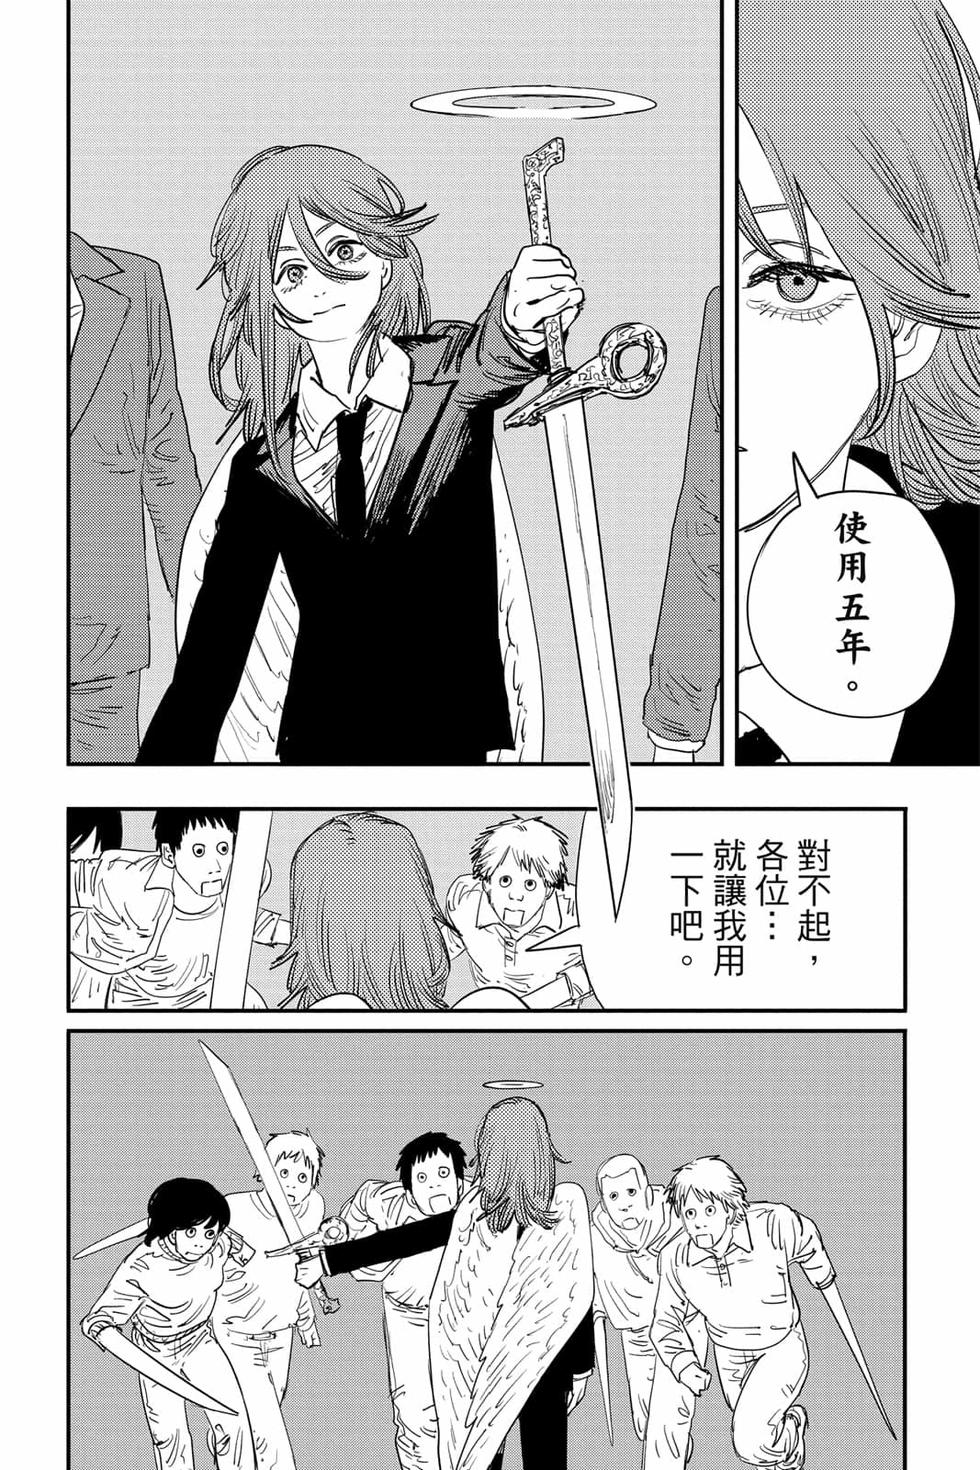 使用五年。
對不起，
各位…
就讓我用
一下吧。